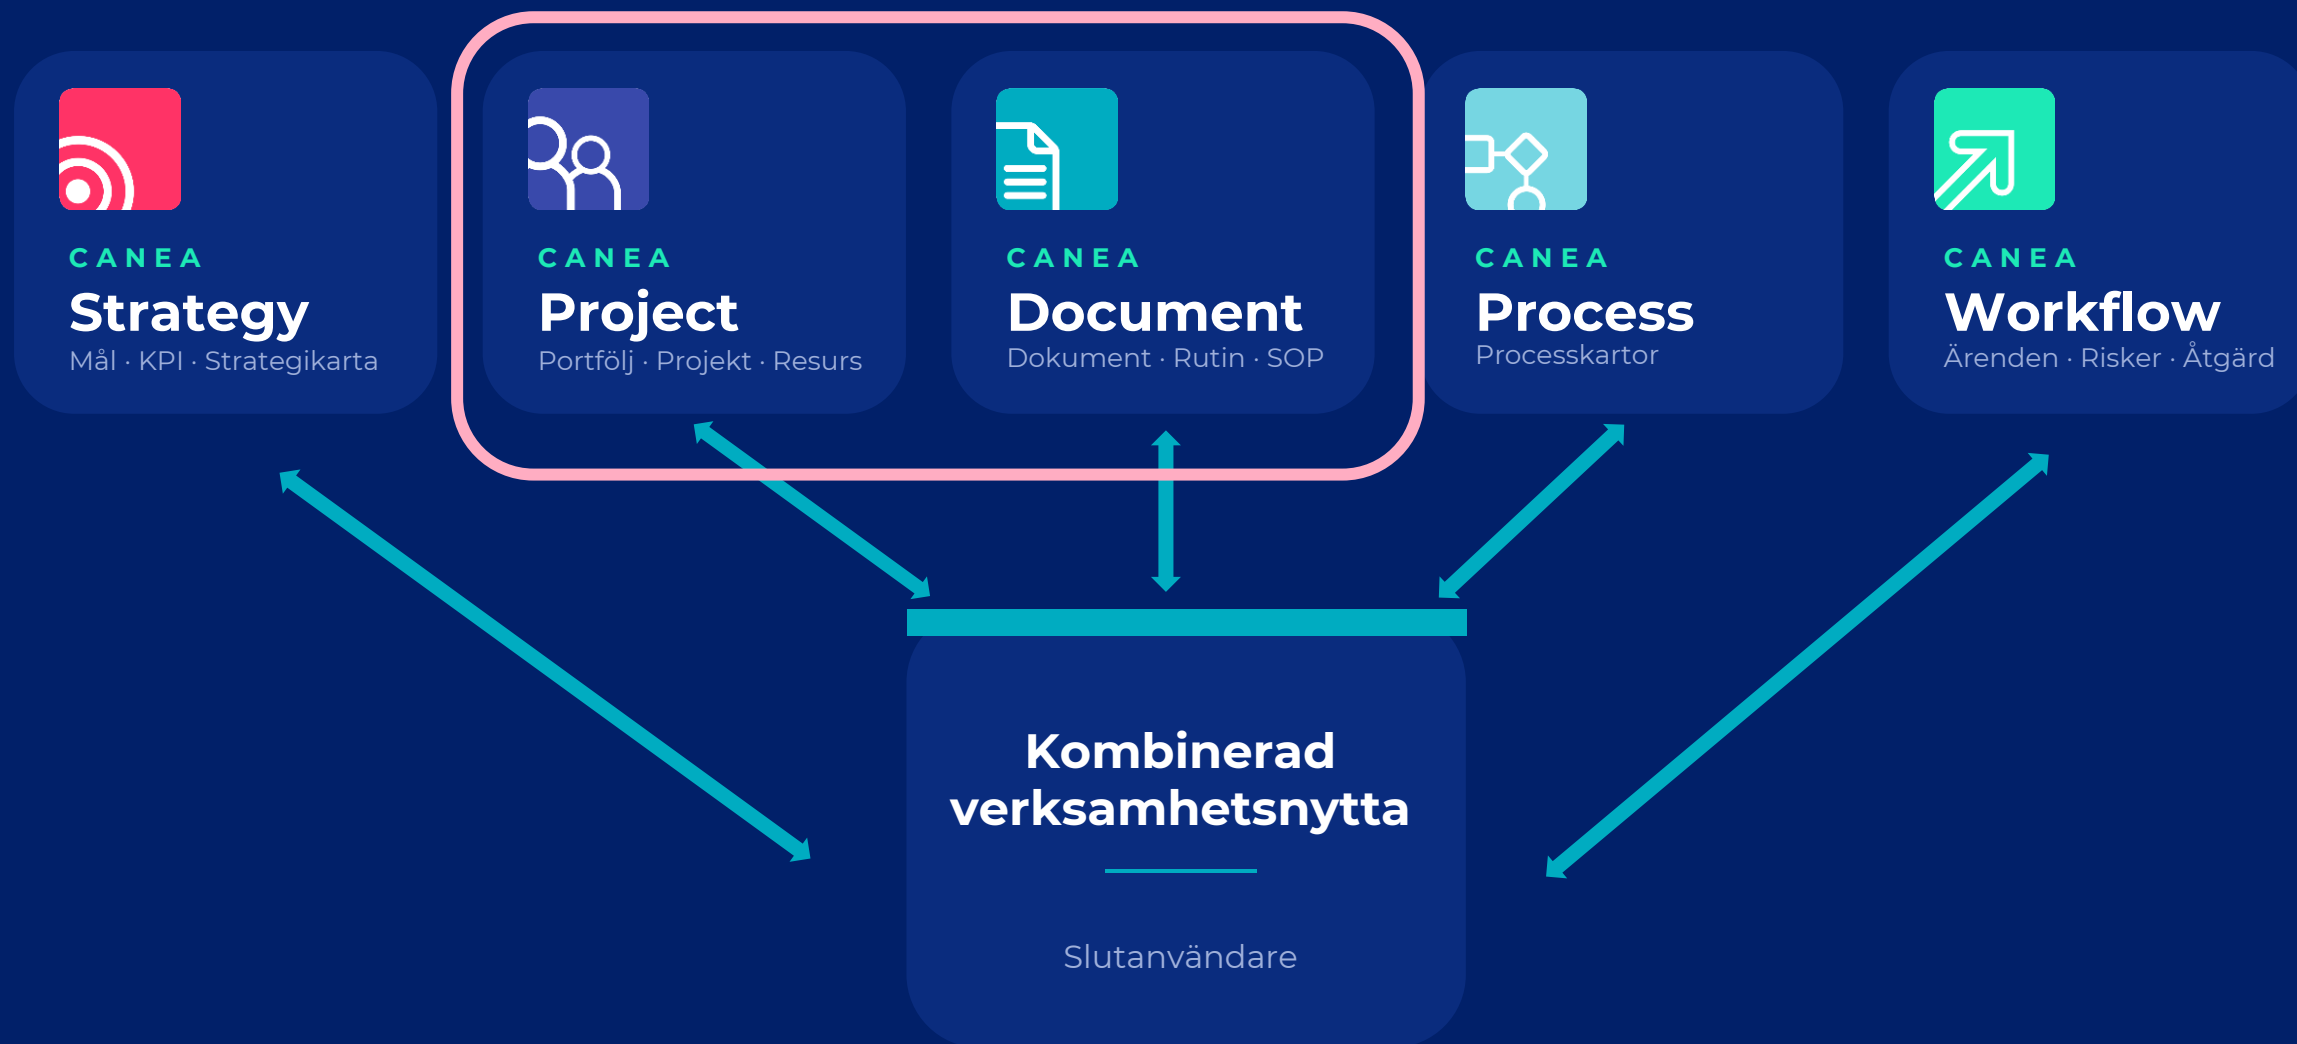 CANEA
Strategy
Mål · KPI · Strategikarta
CANEA
Project
Portfölj · Projekt · Resurs
CANEA
Document
Dokument · Rutin · SOP
CANEA
Process
Processkartor
CANEA
Workflow
Ärenden · Risker · Åtgärd
Kombinerad
verksamhetsnytta
Slutanvändare